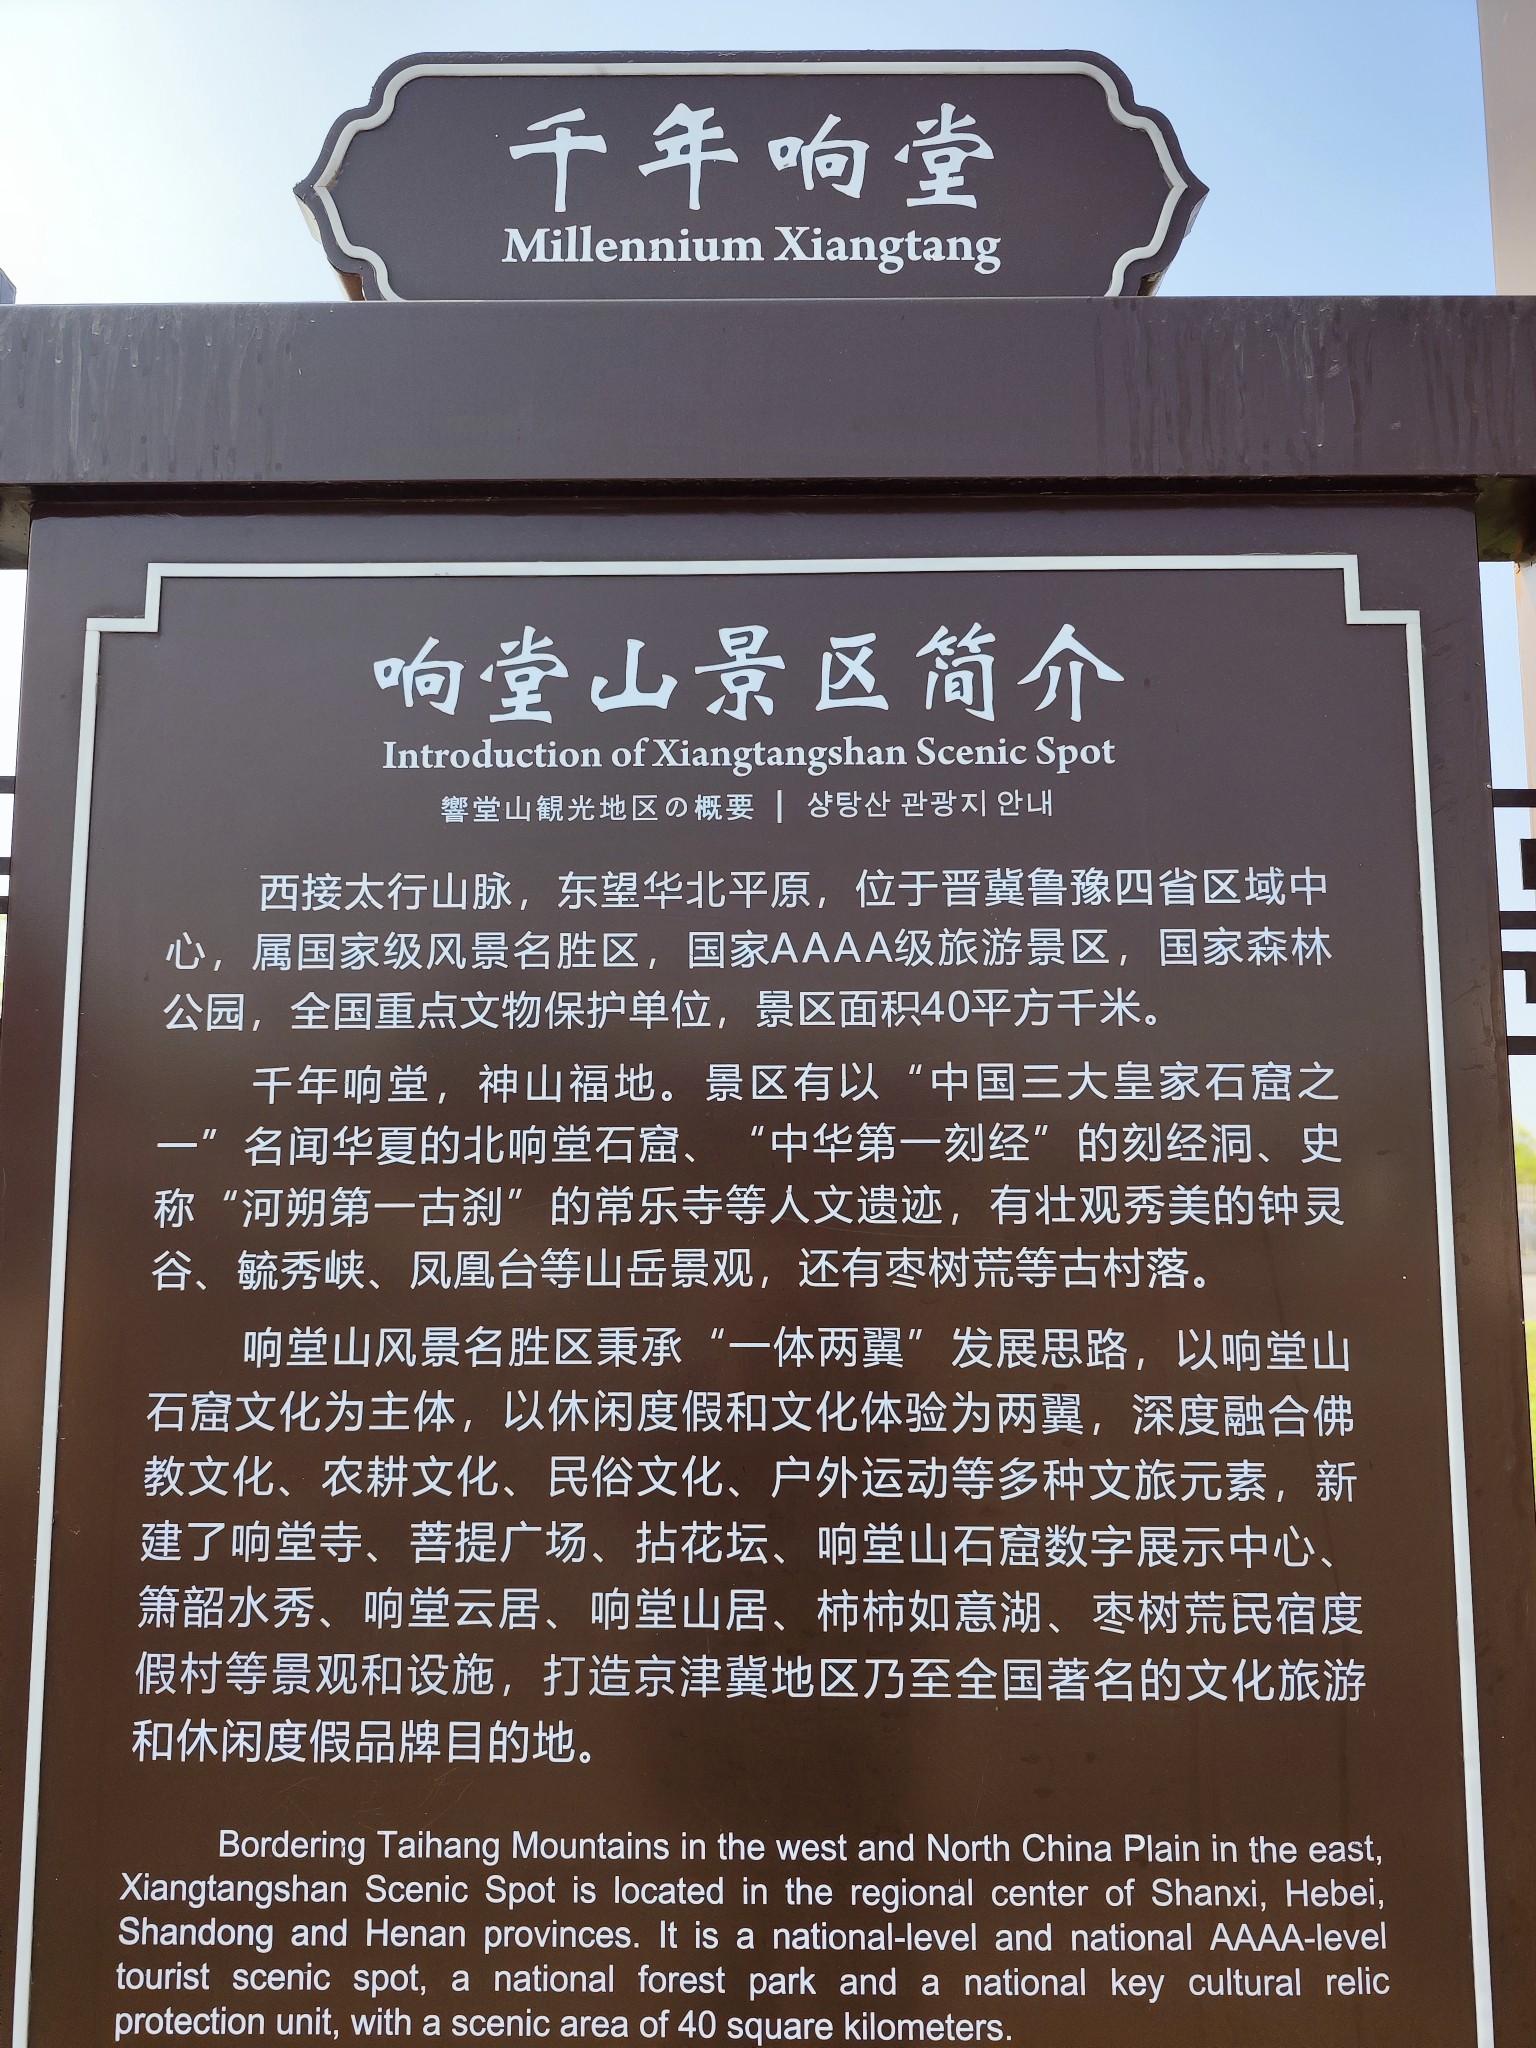 千年响堂
Millennium Xiangtang
响堂山景区简介
Introduction of Xiangtangshan Scenic Spot
響堂山観光地区の概要 | 샹탕산 관광지 안내
西接太行山脉，东望华北平原，位于晋冀鲁豫四省区域中
心，属国家级风景名胜区，国家AAAA级旅游景区，国家森林
公园，全国重点文物保护单位，景区面积40平方千米。
千年响堂，神山福地。景区有以“中国三大皇家石窟之
一”名闻华夏的北响堂石窟、“中华第一刻经”的刻经洞、史
称“河朔第一古刹”的常乐寺等人文遗迹，有壮观秀美的钟灵
谷、毓秀峡、凤凰台等山岳景观，还有枣树荒等古村落。
响堂山风景名胜区秉承“一体两翼”发展思路，以响堂山
石窟文化为主体，以休闲度假和文化体验为两翼，深度融合佛
教文化、农耕文化、民俗文化、户外运动等多种文旅元素，新
建了响堂寺、菩提广场、拈花坛、响堂山石窟数字展示中心、
箫韶水秀、响堂云居、响堂山居、柿柿如意湖、枣树荒民宿度
假村等景观和设施，打造京津冀地区乃至全国著名的文化旅游
和休闲度假品牌目的地。
Bordering Taihang Mountains in the west and North China Plain in the east,
Xiangtangshan Scenic Spot is located in the regional center of Shanxi, Hebei,
Shandong and Henan provinces. It is a national-level and national AAAA-level
tourist scenic spot, a national forest park and a national key cultural relic
protection unit, with a scenic area of 40 square kilometers.